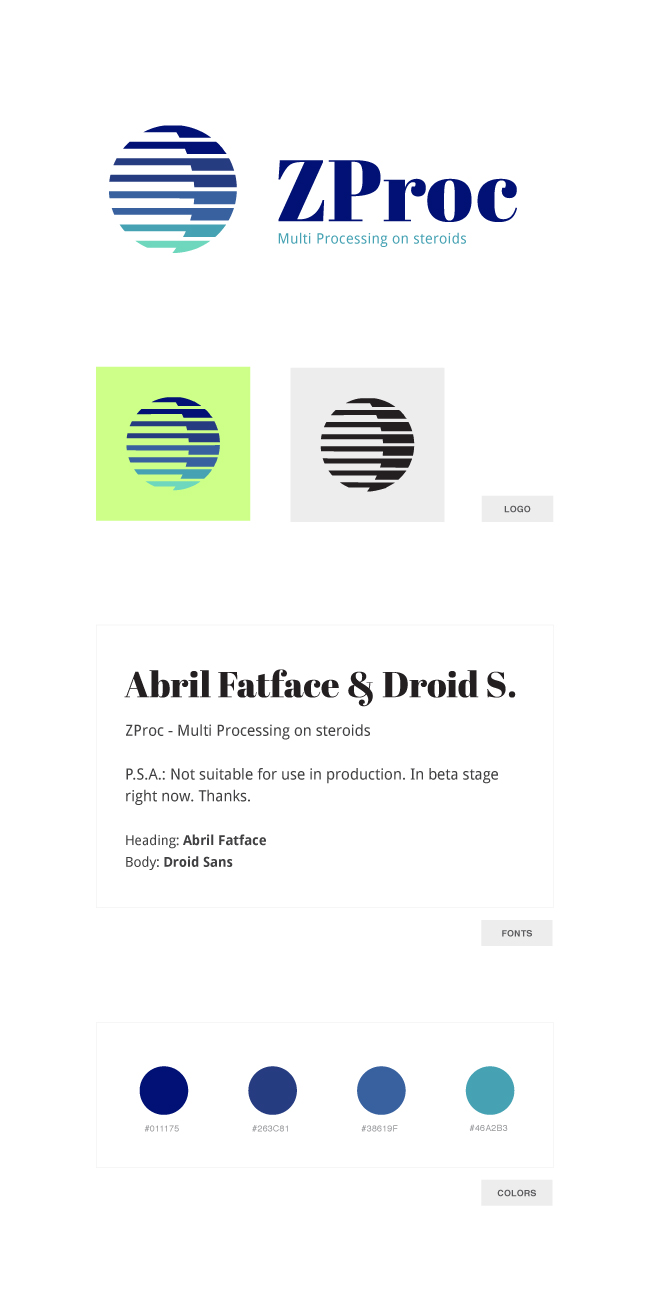 ZProc
Multi Processing on steroids
LOGO
Abril Fatface & Droid S.
ZProc - Multi Processing on steroids
P.S.A.: Not suitable for use in production. In beta stage
right now. Thanks.
Heading: Abril Fatface
Body: Droid Sans
FONTS
#011175
#263C81
#38619F
#46A2B3
COLORS